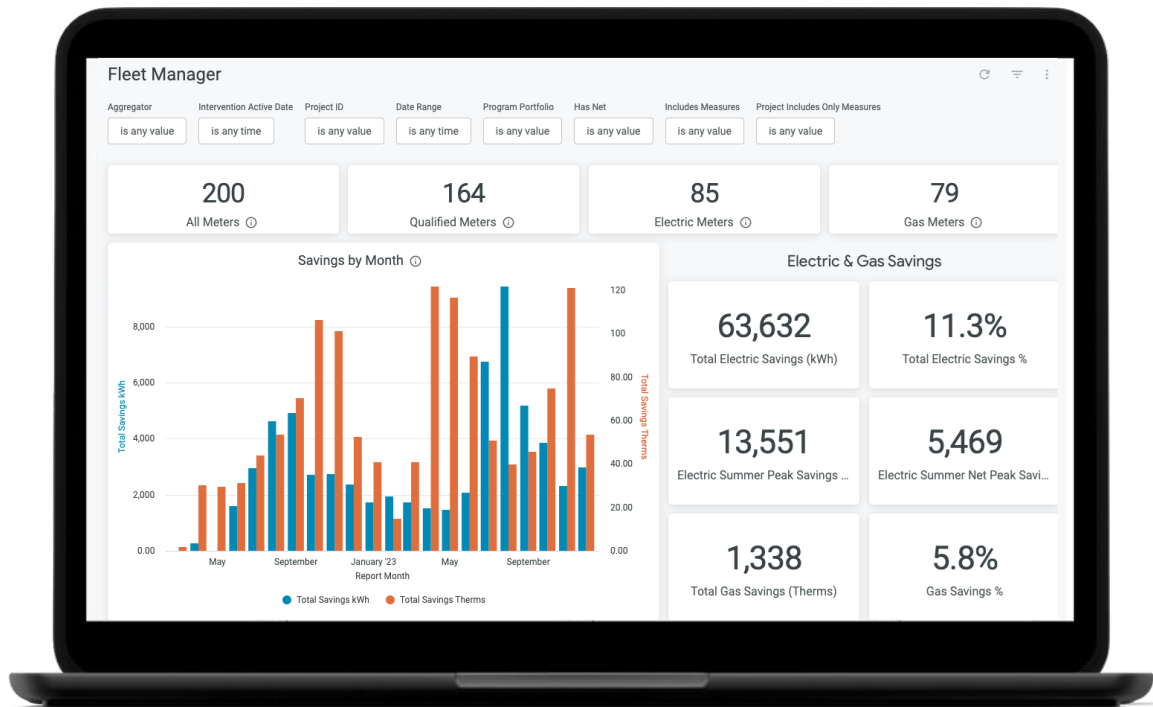 Fleet Manager
Aggregator Intervention Active Date Project ID Date Range Program Portfolio Has Net Includes Measures Project Includes Only Measures
is any value is any time is any value is any time is any value is any value is any value is any value
200 164 85 79
All Meters Qualified Meters Electric Meters Gas Meters
Savings by Month
Electric & Gas Savings
Total Savings kWh
8,000
6,000
4,000
2,000
0.00
120
100
80.00
60.00
40.00
20.00
0.00
Total Savings Therms
May September January '23 May September
Report Month
Total Savings kWh Total Savings Therms
63,632 11.3%
Total Electric Savings (kWh) Total Electric Savings %
13,551 5,469
Electric Summer Peak Savings ... Electric Summer Net Peak Savi...
1,338 5.8%
Total Gas Savings (Therms) Gas Savings %